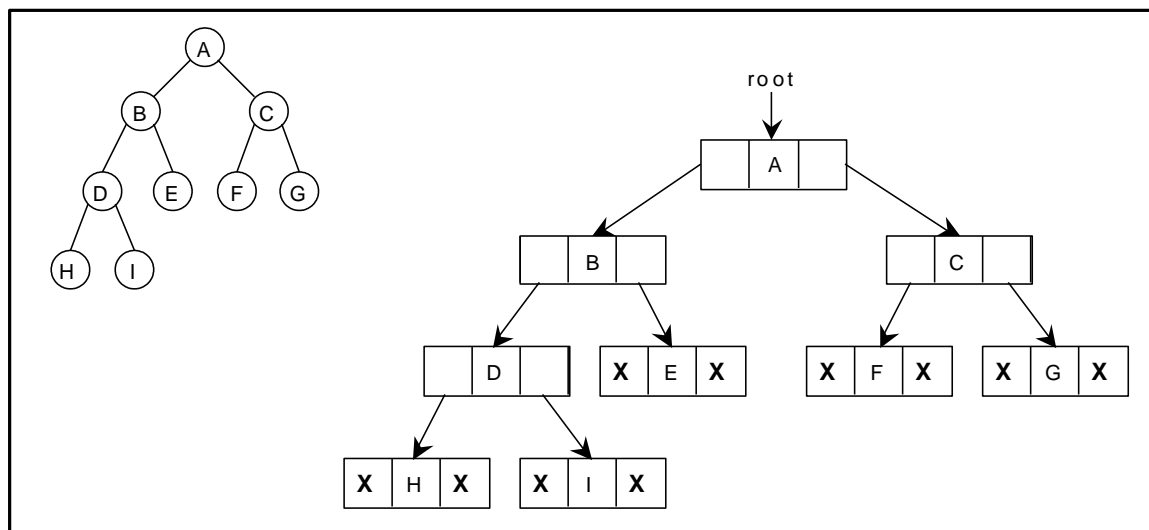 A
B C
D E F G
H I
root
A
B C
D X E X X F X X G X
X H X X I X